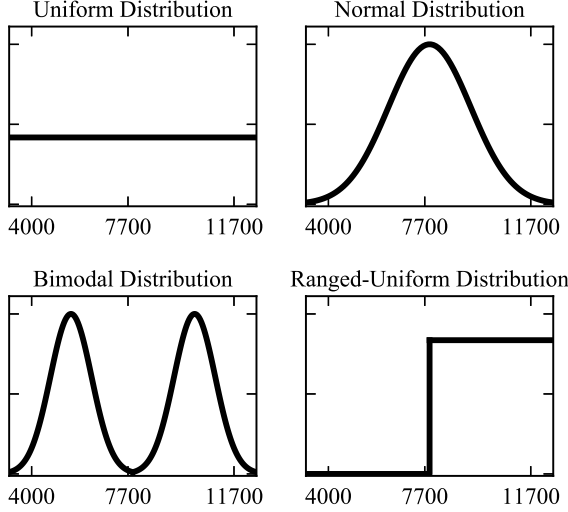 Uniform Distribution
Normal Distribution
4000 7700 11700
4000 7700 11700
Bimodal Distribution
Ranged-Uniform Distribution
4000 7700 11700
4000 7700 11700